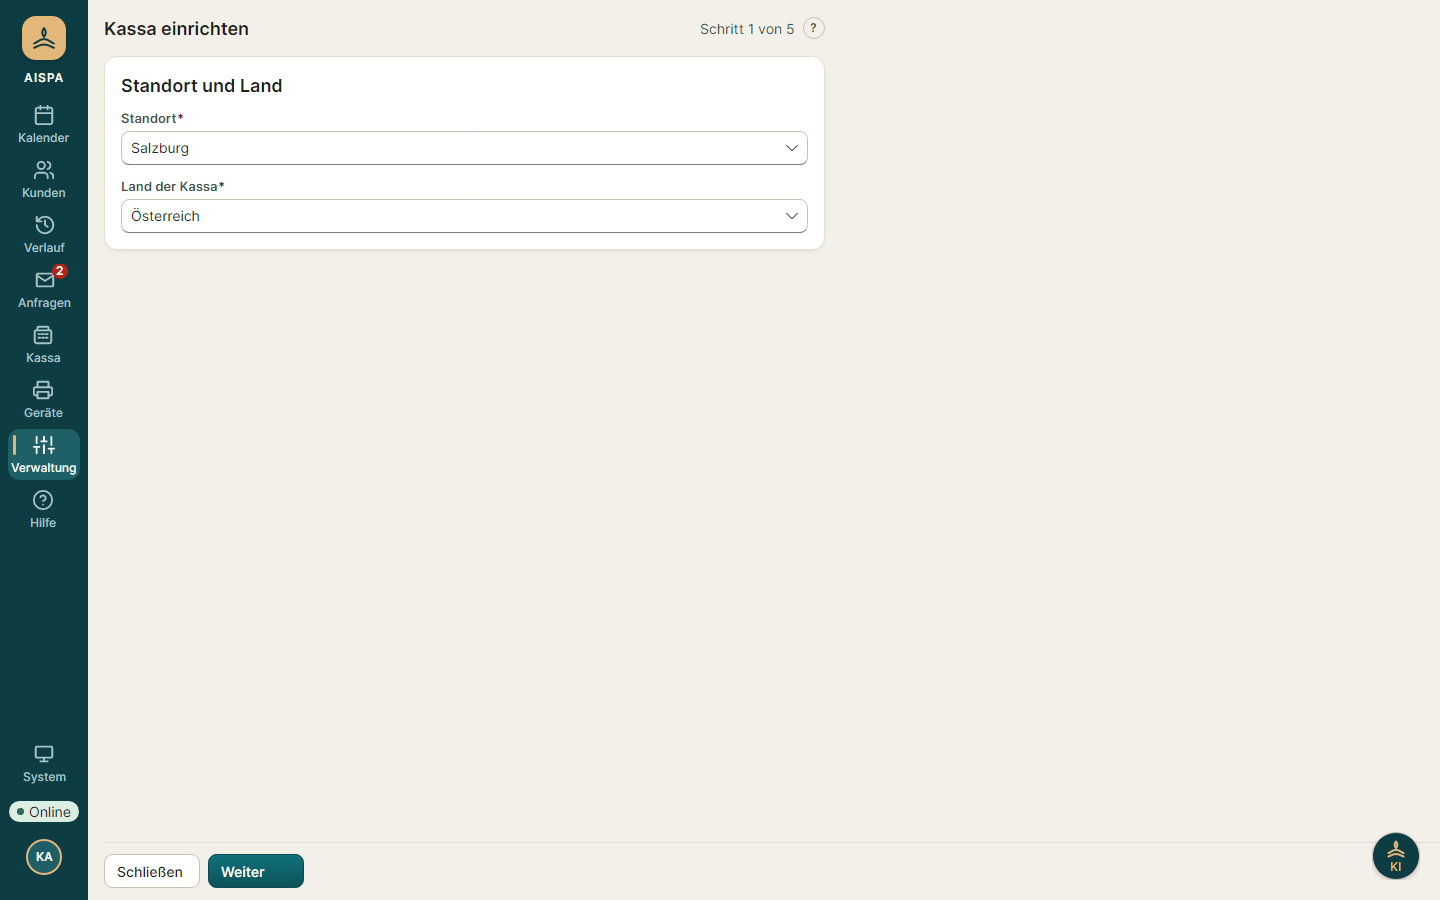 AISPA
Kalender
Kunden
Verlauf
2
Anfragen
Kassa
Geräte
Verwaltung
Hilfe
System
Online
KA
Kassa einrichten
Schritt 1 von 5 ?
Standort und Land
Standort*
Salzburg
Land der Kassa*
Österreich
Schließen
Weiter
KI